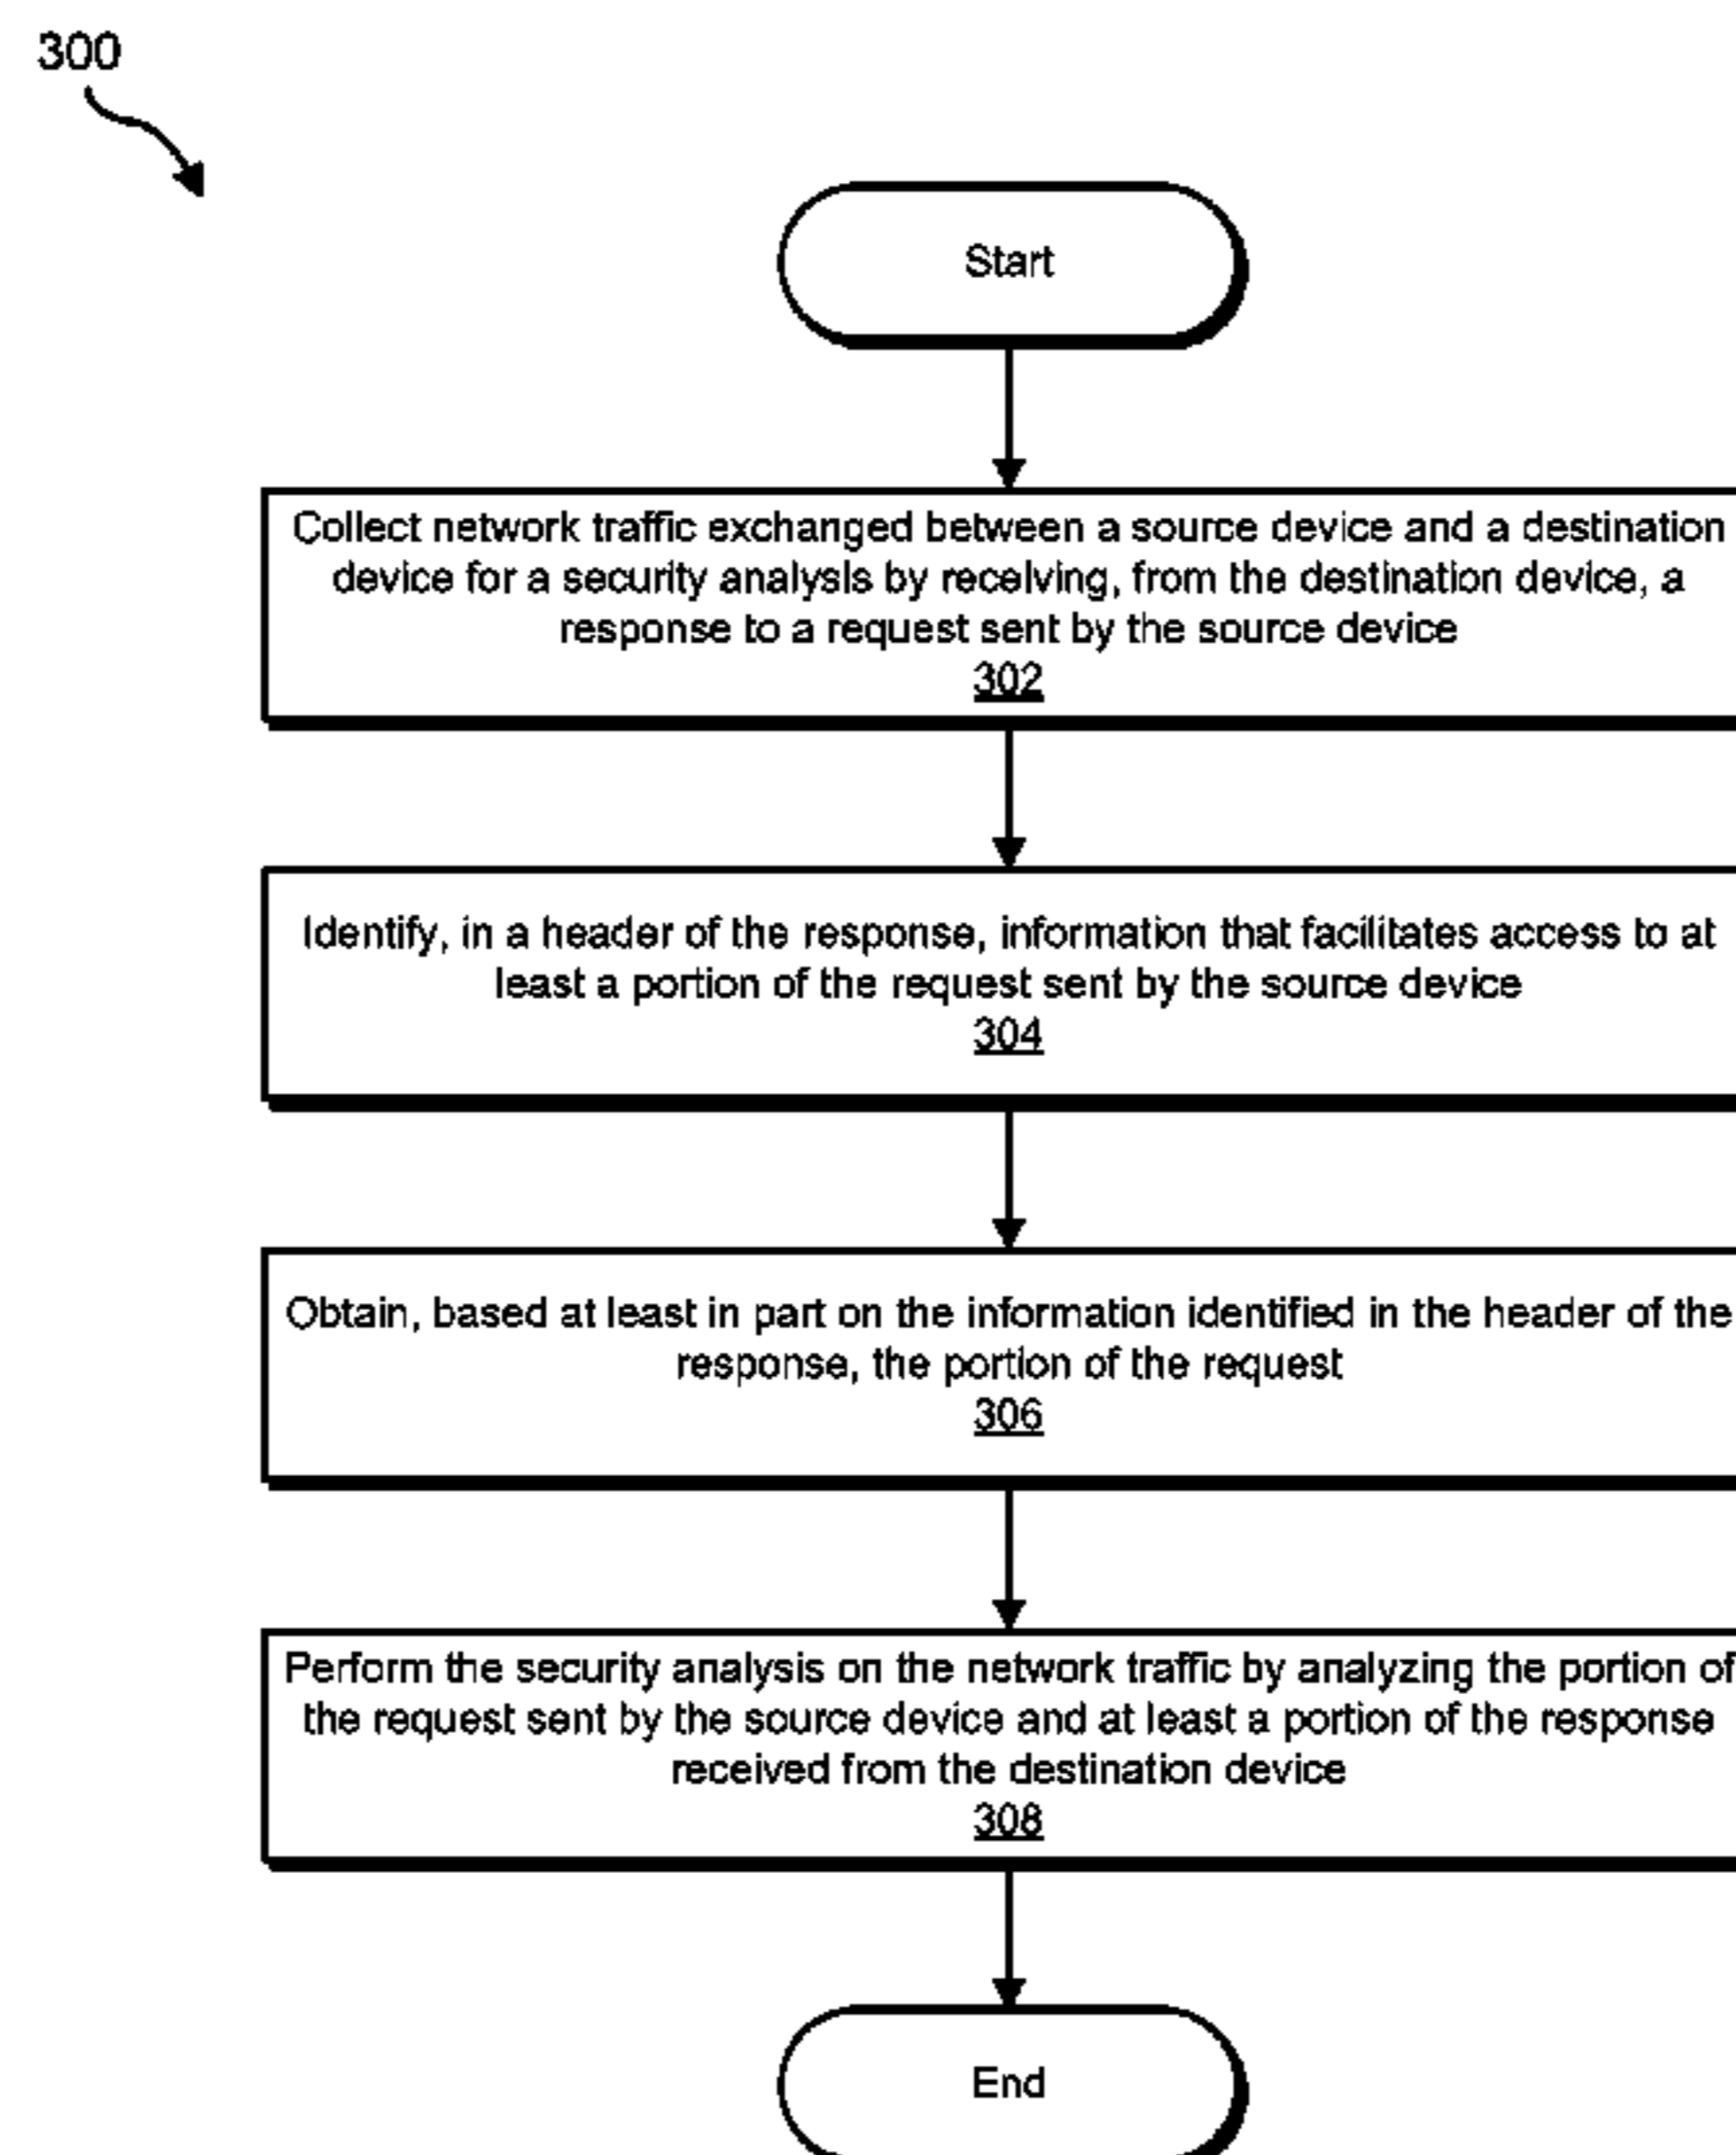 300
Start
Collect network traffic exchanged between a source device and a destination
device for a security analysis by receiving, from the destination device, a
response to a request sent by the source device
302
Identify, in a header of the response, information that facilitates access to at
least a portion of the request sent by the source device
304
Obtain, based at least in part on the information identified in the header of the
response, the portion of the request
306
Perform the security analysis on the network traffic by analyzing the portion of
the request sent by the source device and at least a portion of the response
received from the destination device
308
End